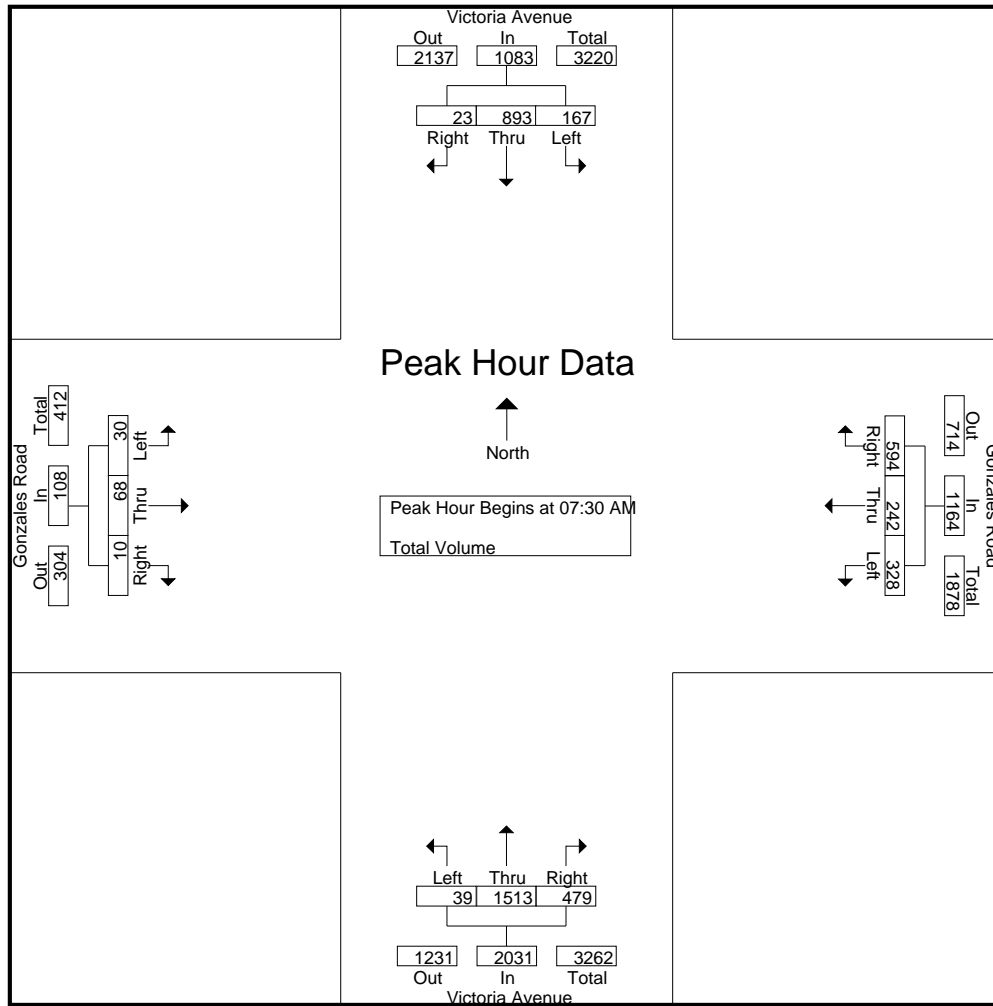 Victoria Avenue
Out In Total
2137 1083 3220
23 893 167
Right Thru Left
Peak Hour Data
North
Peak Hour Begins at 07:30 AM
Total Volume
Gonzales Road
Out In Total
304 108 412
30 68 10
Left Thru Right
Gonzales Road
Out In Total
714 1164 1878
594 242 328
Right Thru Left
Left Thru Right
39 1513 479
1231 2031 3262
Out In Total
Victoria Avenue